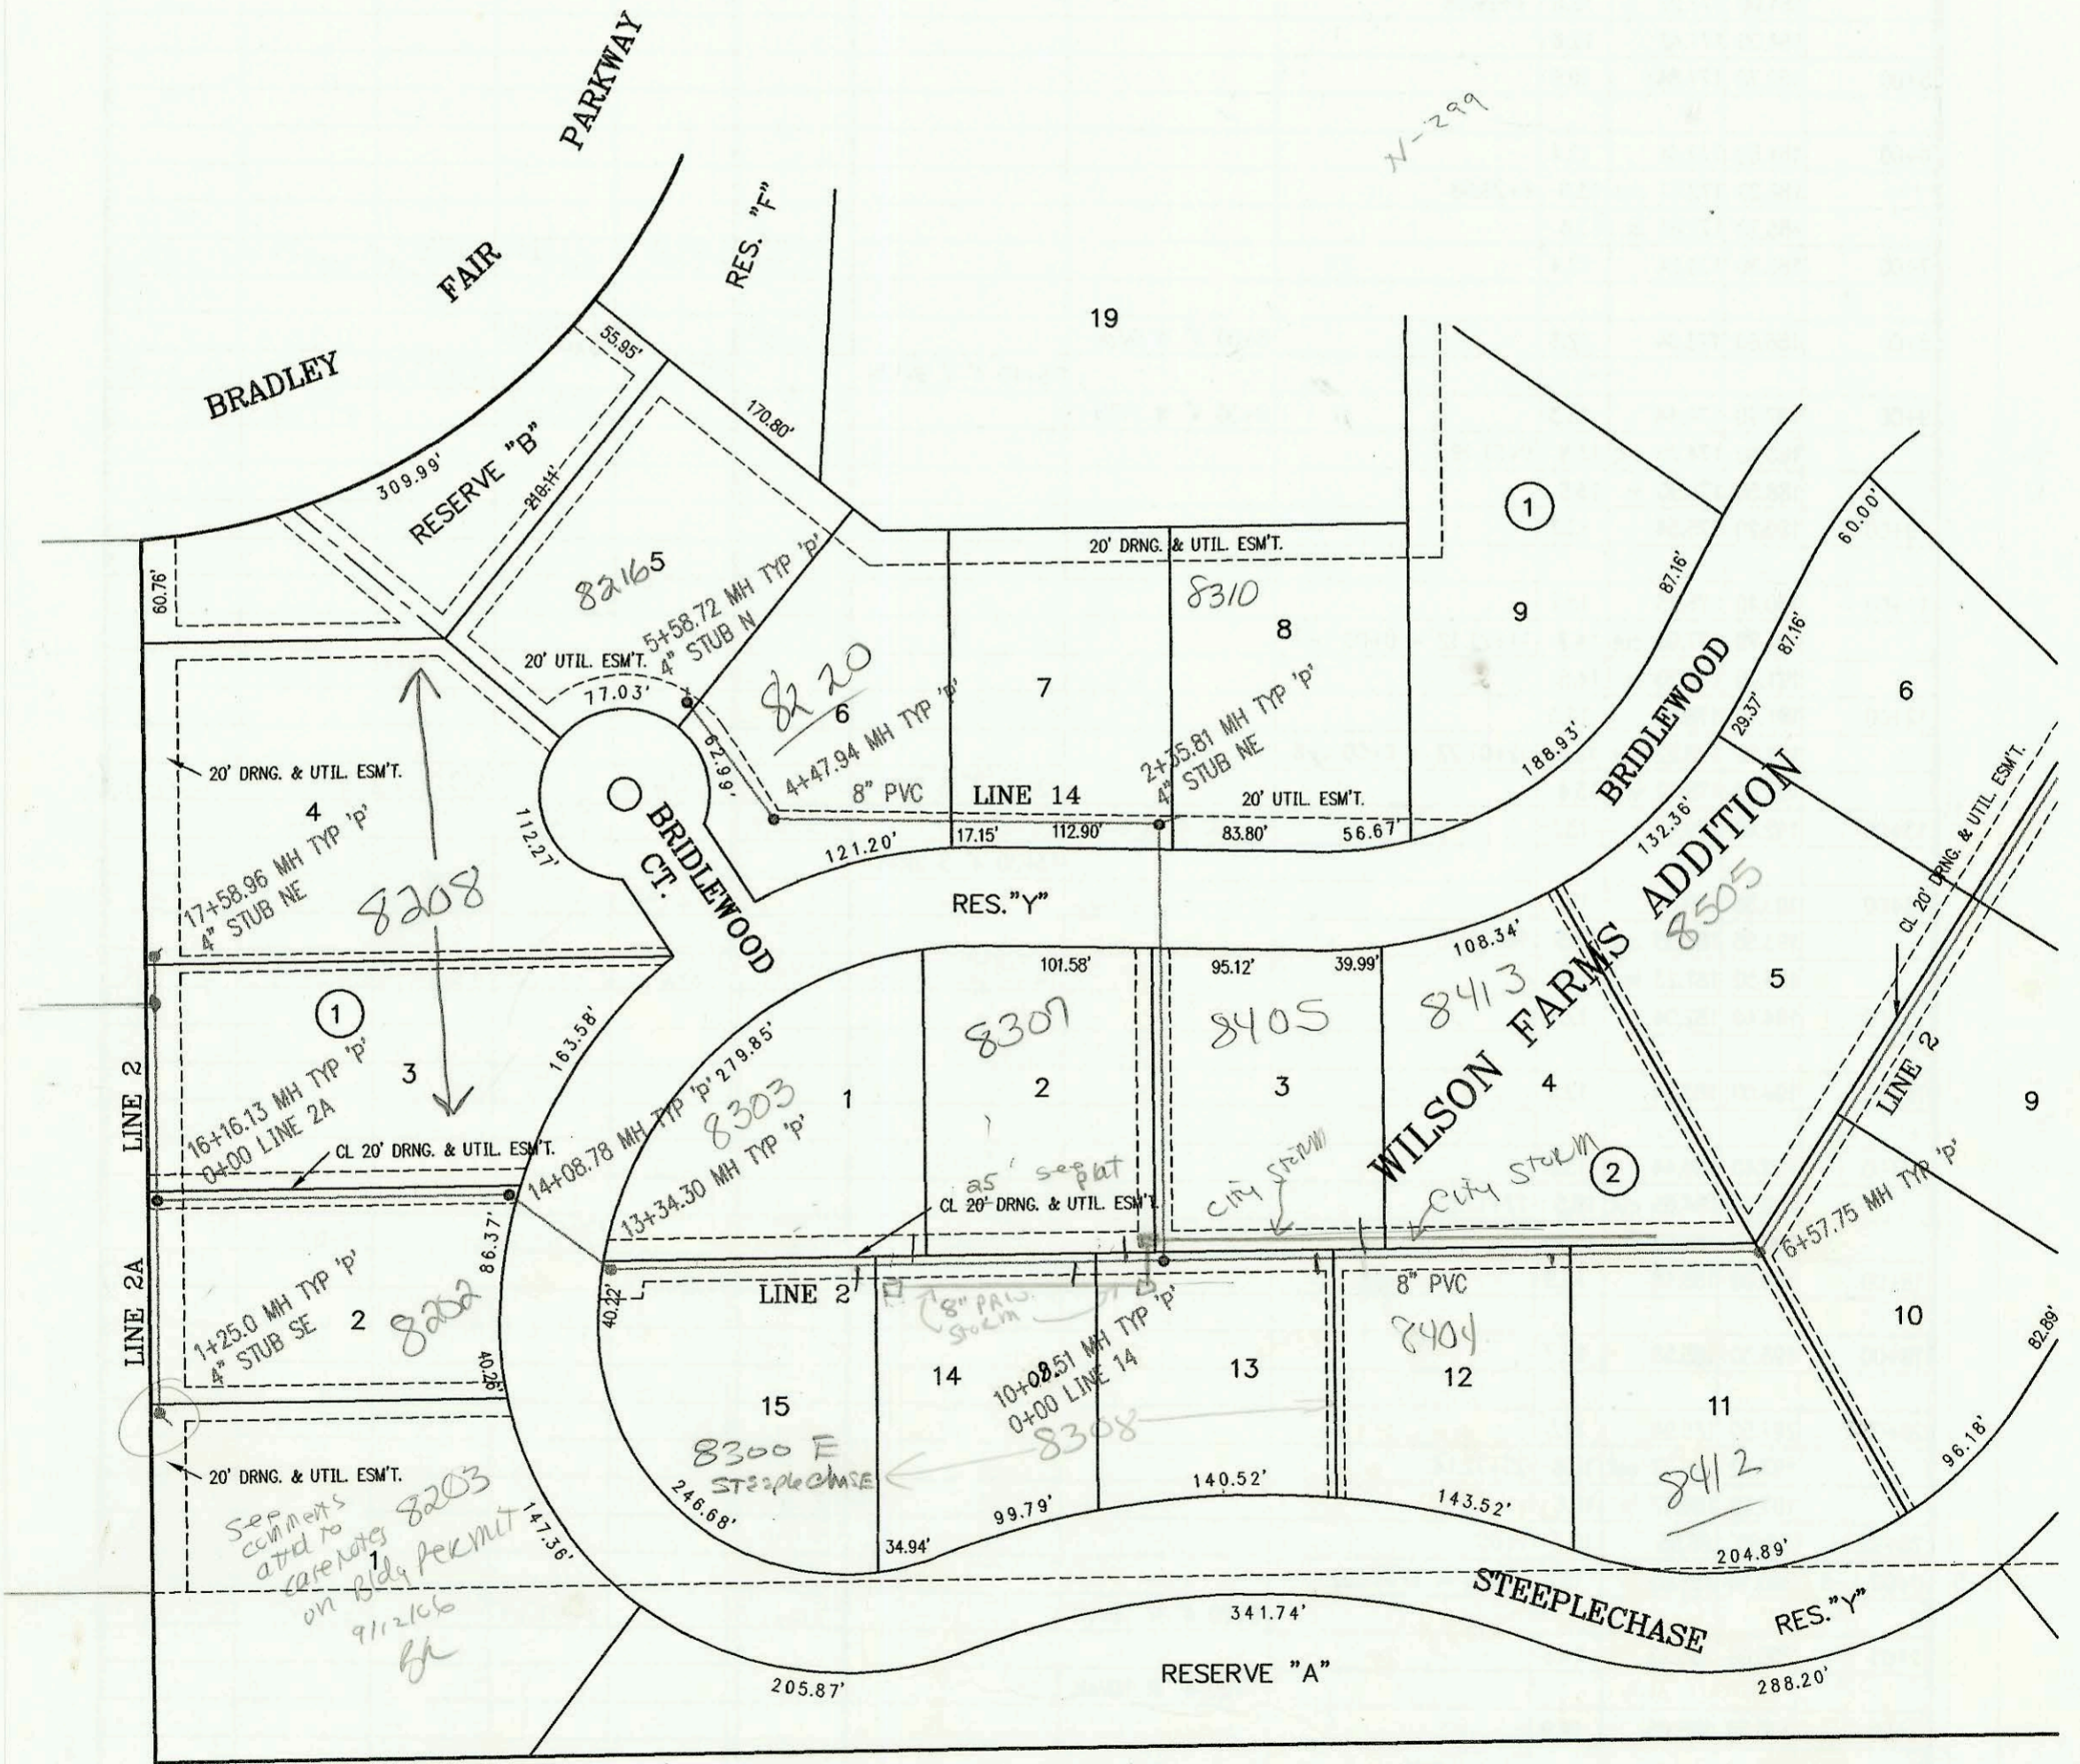 PARKWAY
FAIR
BRADLEY
RES. "F"
N-299
19
55.95'
170.80'
309.99'
RESERVE "B"
210.11'
60.76'
82165
5+58.72 MH TYP 'P'
4" STUB N
20' UTIL. ESM'T.
77.03'
62.99'
20' DRNG. & UTIL. ESM'T.
8310
8
1
9
87.16'
60.00'
87.16'
29.37'
6
BRIDLEWOOD
8220
6
7
4+47.94 MH TYP 'P'
8" PVC
LINE 14
2+35.81 MH TYP 'P'
4" STUB NE
20' UTIL. ESM'T.
188.93'
132.36'
121.20'
17.15'
112.90'
83.80'
56.67
20' DRNG. & UTIL. ESM'T.
4
17+58.96 MH TYP 'P'
4" STUB NE
8208
112.27'
BRIDLEWOOD
CT.
RES."Y"
WILSON FARMS ADDITION
8505
5
CL 20' DRNG. & UTIL. ESM'T.
LINE 2
9
101.58'
95.12'
39.99'
108.34'
1
3
163.58'
279.85'
LINE 2
16+16.13 MH TYP 'P'
0+00 LINE 2A
CL 20' DRNG. & UTIL. ESM'T.
14+08.78 MH TYP 'P'
13+34.30 MH TYP 'P'
8303
1
8307
2
8405
3
8413
4
2
25' see plat
CL 20' DRNG. & UTIL. ESM'T.
City Storm
City Storm
6+57.75 MH TYP 'P'
86.37'
LINE 2A
1+25.0 MH TYP 'P'
4" STUB SE
2
8202
40.26'
40.22'
LINE 2
8" PRIV.
Storm
8" PVC
8404
12
10
82.89'
14
10+08.51 MH TYP 'P'
0+00 LINE 14
13
8308
15
8300 E
STEEPleChASE
11
8412
96.18'
20' DRNG. & UTIL. ESM'T.
see
comments
att'd to
case notes
on Bldg Permit
9/12/06
8203
1
147.36'
246.68'
34.94'
99.79'
140.52'
143.52'
204.89'
STEEPLECHASE
RES."Y"
341.74'
205.87'
RESERVE "A"
288.20'